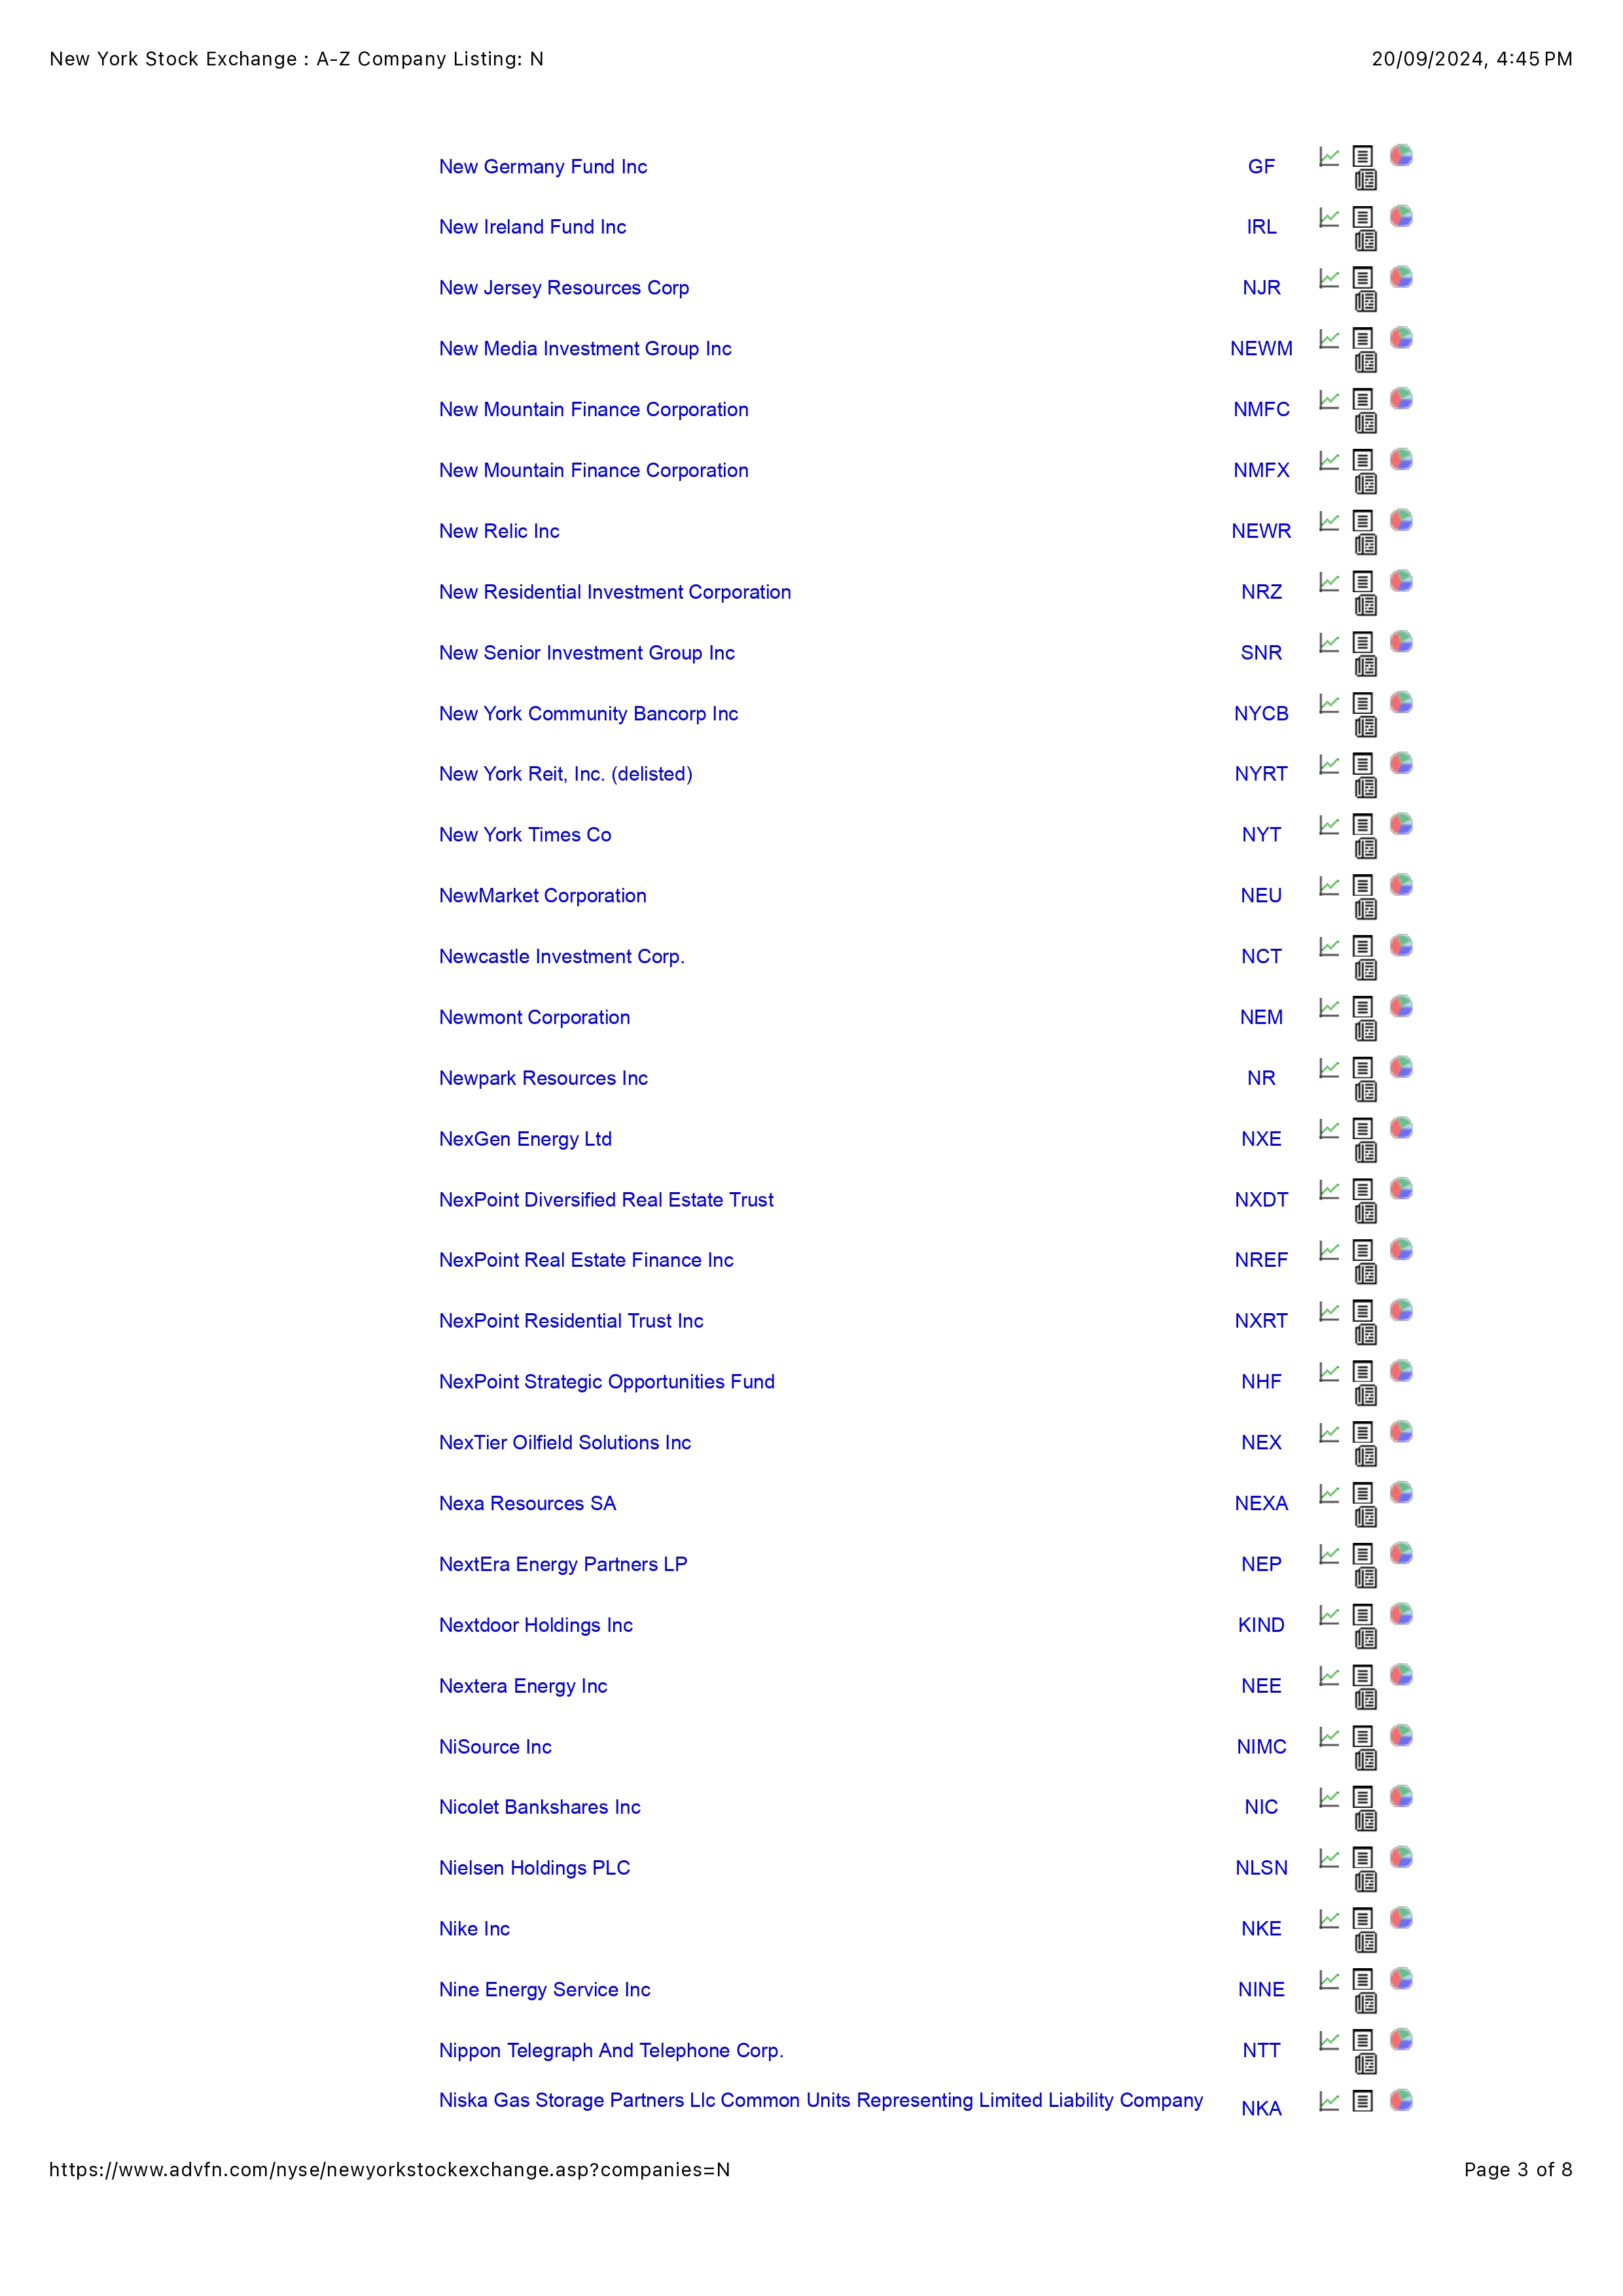 New York Stock Exchange : A-Z Company Listing: N 20/09/2024, 4:45 PM
New Germany Fund Inc GF
New Ireland Fund Inc IRL
New Jersey Resources Corp NJR
New Media Investment Group Inc NEWM
New Mountain Finance Corporation NMFC
New Mountain Finance Corporation NMFX
New Relic Inc NEWR
New Residential Investment Corporation NRZ
New Senior Investment Group Inc SNR
New York Community Bancorp Inc NYCB
New York Reit, Inc. (delisted) NYRT
New York Times Co NYT
NewMarket Corporation NEU
Newcastle Investment Corp. NCT
Newmont Corporation NEM
Newpark Resources Inc NR
NexGen Energy Ltd NXE
NexPoint Diversified Real Estate Trust NXDT
NexPoint Real Estate Finance Inc NREF
NexPoint Residential Trust Inc NXRT
NexPoint Strategic Opportunities Fund NHF
NexTier Oilfield Solutions Inc NEX
Nexa Resources SA NEXA
NextEra Energy Partners LP NEP
Nextdoor Holdings Inc KIND
Nextera Energy Inc NEE
NiSource Inc NIMC
Nicolet Bankshares Inc NIC
Nielsen Holdings PLC NLSN
Nike Inc NKE
Nine Energy Service Inc NINE
Nippon Telegraph And Telephone Corp. NTT
Niska Gas Storage Partners Llc Common Units Representing Limited Liability Company NKA
https://www.advfn.com/nyse/newyorkstockexchange.asp?companies=N Page 3 of 8